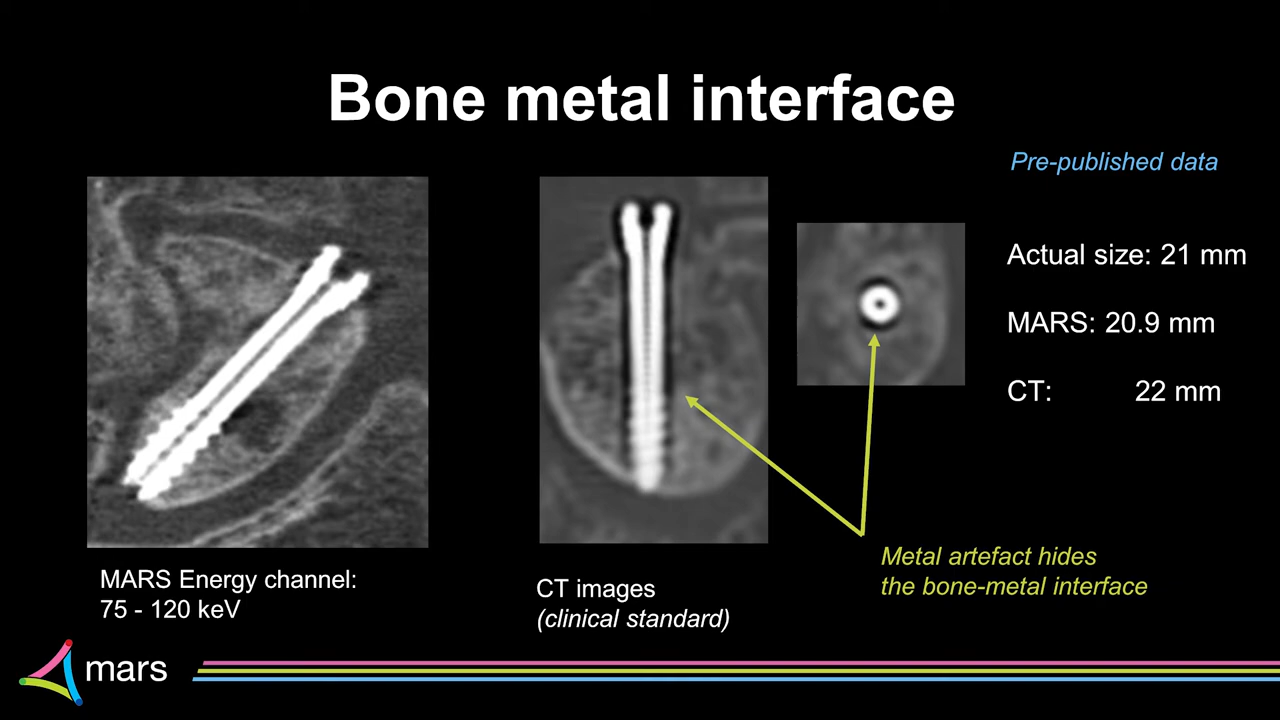 Bone metal interface
Pre-published data
Actual size: 21 mm
MARS: 20.9 mm
CT: 22 mm
Metal artefact hides
the bone-metal interface
MARS Energy channel:
75 - 120 keV
CT images
(clinical standard)
mars